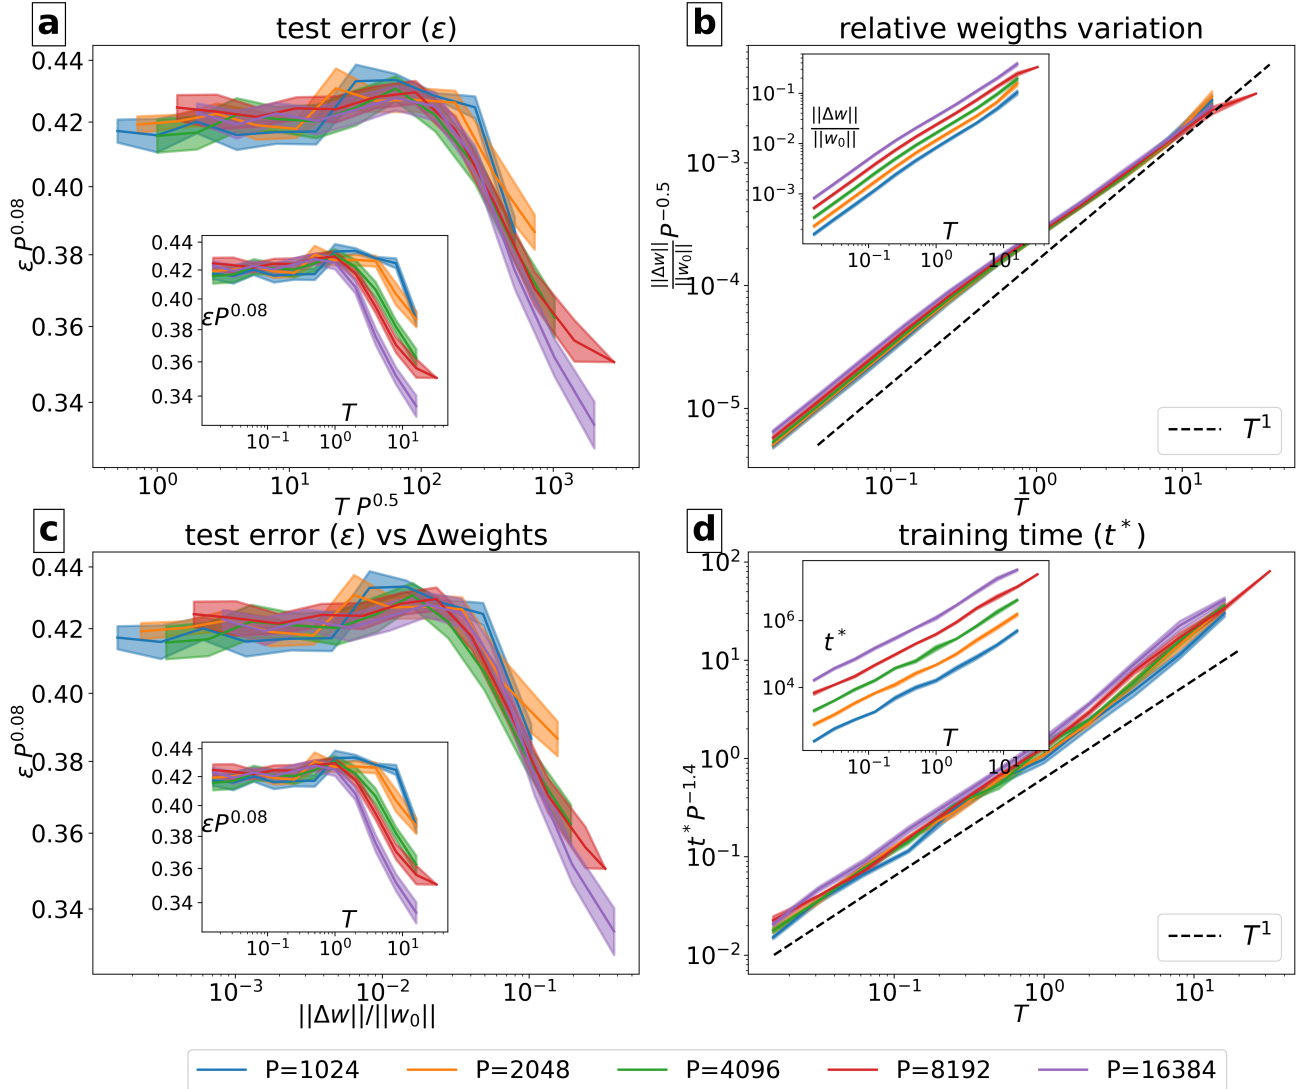 a
test error (ε)
0.44
0.42
0.40
0.38
0.36
0.34
ε P^0.08
10^0
10^1
10^2
10^3
T P^0.5
0.44
0.42
0.40
0.38
0.36
0.34
εP^0.08
T
10^−1
10^0
10^1
b
relative weigths variation
10^−3
10^−4
10^−5
||Δw||/||w_0|| P^−0.5
10^−1
10^0
10^1
T
T^1
10^−1
10^−2
10^−3
||Δw||
||w_0||
T
10^−1
10^0
10^1
c
test error (ε) vs Δweights
0.44
0.42
0.40
0.38
0.36
0.34
ε P^0.08
10^−3
10^−2
10^−1
||Δw||/||w_0||
0.44
0.42
0.40
0.38
0.36
0.34
εP^0.08
T
10^−1
10^0
10^1
d
training time (t^*)
10^2
10^1
10^0
10^−1
10^−2
t^* P^−1.4
10^−1
10^0
10^1
T
T^1
10^6
10^4
t^*
T
10^−1
10^0
10^1
P=1024 P=2048 P=4096 P=8192 P=16384